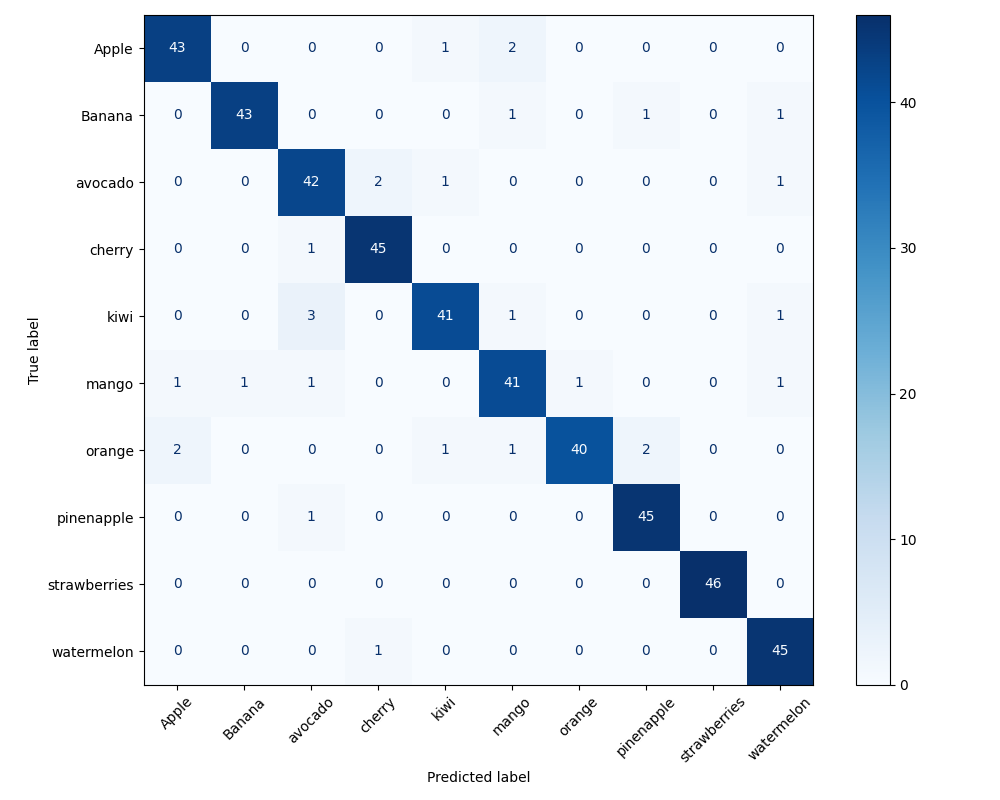 Apple 43 0 0 0 1 2 0 0 0 0
Banana 0 43 0 0 0 1 0 1 0 1
avocado 0 0 42 2 1 0 0 0 0 1
cherry 0 0 1 45 0 0 0 0 0 0
kiwi 0 0 3 0 41 1 0 0 0 1
mango 1 1 1 0 0 41 1 0 0 1
orange 2 0 0 0 1 1 40 2 0 0
pinenapple 0 0 1 0 0 0 0 45 0 0
strawberries 0 0 0 0 0 0 0 0 46 0
watermelon 0 0 0 1 0 0 0 0 0 45
Apple Banana avocado cherry kiwi mango orange pinenapple strawberries watermelon
Predicted label
True label
40
30
20
10
0